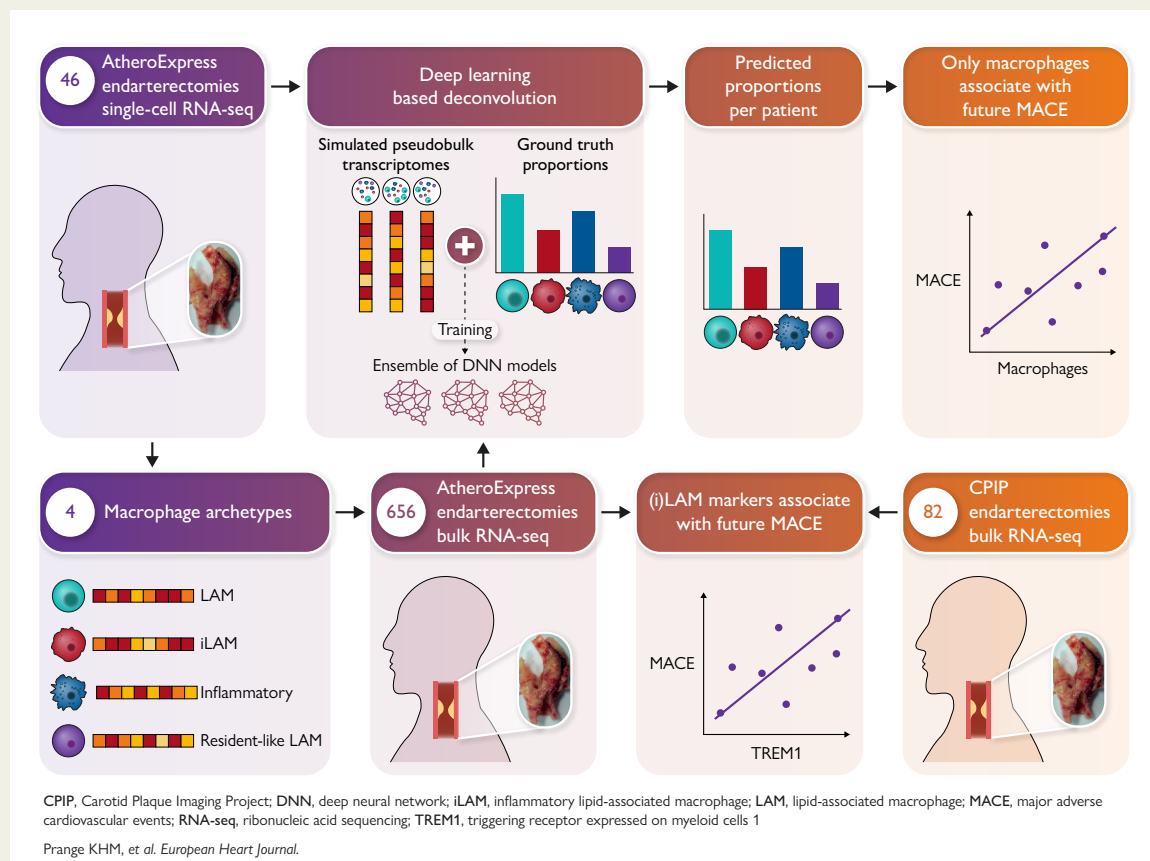 46
AtheroExpress
endarterectomies
single-cell RNA-seq
Deep learning
based deconvolution
Predicted
proportions
per patient
Only macrophages
associate with
future MACE
Simulated pseudobulk
transcriptomes
Ground truth
proportions
Training
Ensemble of DNN models
MACE
Macrophages
4
Macrophage archetypes
656
AtheroExpress
endarterectomies
bulk RNA-seq
(i)LAM markers associate
with future MACE
82
CPIP
endarterectomies
bulk RNA-seq
LAM
iLAM
Inflammatory
Resident-like LAM
MACE
TREM1
CPIP, Carotid Plaque Imaging Project; DNN, deep neural network; iLAM, inflammatory lipid-associated macrophage; LAM, lipid-associated macrophage; MACE, major adverse
cardiovascular events; RNA-seq, ribonucleic acid sequencing; TREM1, triggering receptor expressed on myeloid cells 1
Prange KHM, et al. European Heart Journal.